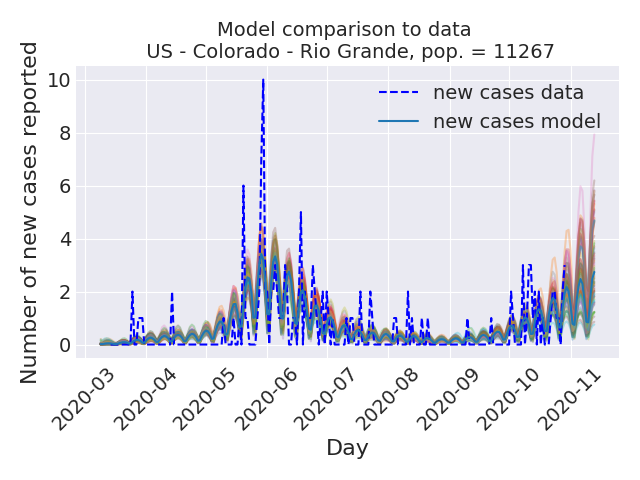 Model comparison to data
US - Colorado - Rio Grande, pop. = 11267
Number of new cases reported
10
8
6
4
2
0
new cases data
new cases model
2020-03
2020-04
2020-05
2020-06
2020-07
2020-08
2020-09
2020-10
2020-11
Day